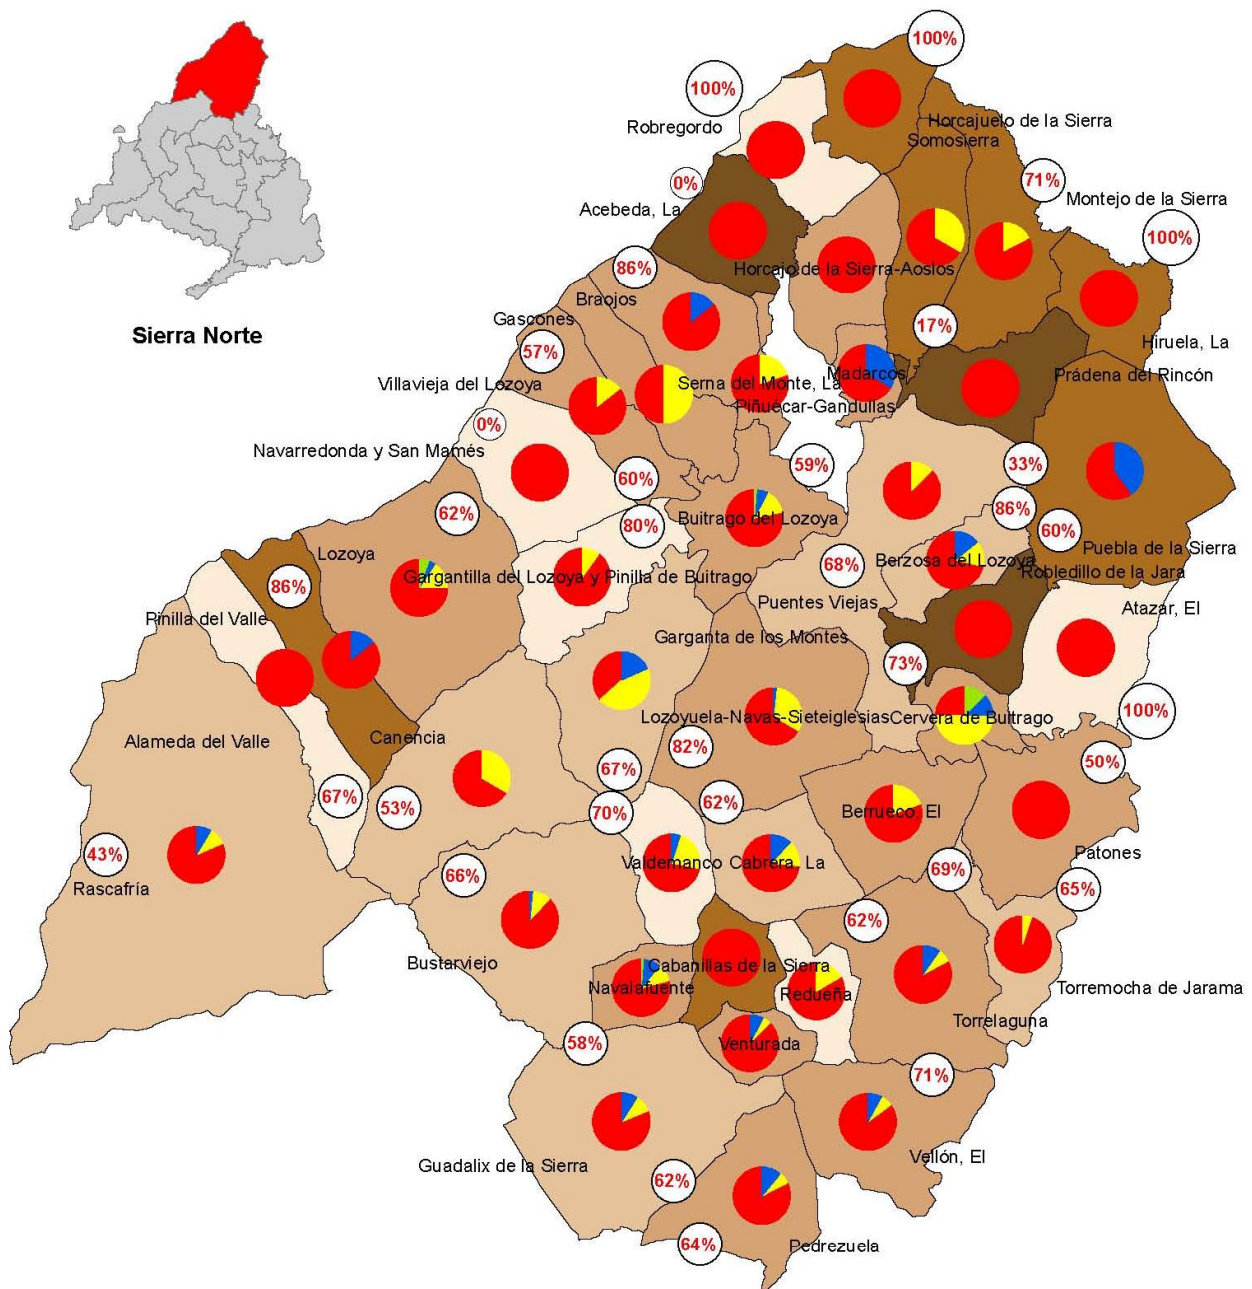 100%
100%
Robregordo
Horcajuelo de la Sierra
Somosierra
0%
71%
Acebeda, La
Montejo de la Sierra
100%
86%
Horcajo de la Sierra-Aoslos
Braojos
Sierra Norte
Gascones
17%
Hiruela, La
57%
Villavieja del Lozoya
Serna del Monte, La
Madarcos
Prádena del Rincón
Piñuécar-Gandullas
0%
Navarredonda y San Mamés
59%
33%
60%
62%
86%
Buitrago del Lozoya
80%
60%
Puebla de la Sierra
Lozoya
Berzosa del Lozoya
68%
Robledillo de la Jara
Gargantilla del Lozoya y Pinilla de Buitrago
86%
Puentes Viejas
Atazar, El
Pinilla del Valle
Garganta de los Montes
73%
100%
Lozoyuela-Navas-Sieteiglesias
Cervera de Buitrago
Alameda del Valle
Canencia
82%
50%
67%
67%
62%
53%
70%
Berrueco, El
43%
Patones
Valdemanco
Cabrera, La
69%
Rascafría
66%
65%
62%
Bustarviejo
Cabanillas de la Sierra
Navalafuente
Redueña
Torremocha de Jarama
Torrelaguna
58%
Venturada
71%
Vellón, El
Guadalix de la Sierra
62%
64%
Pedrezuela